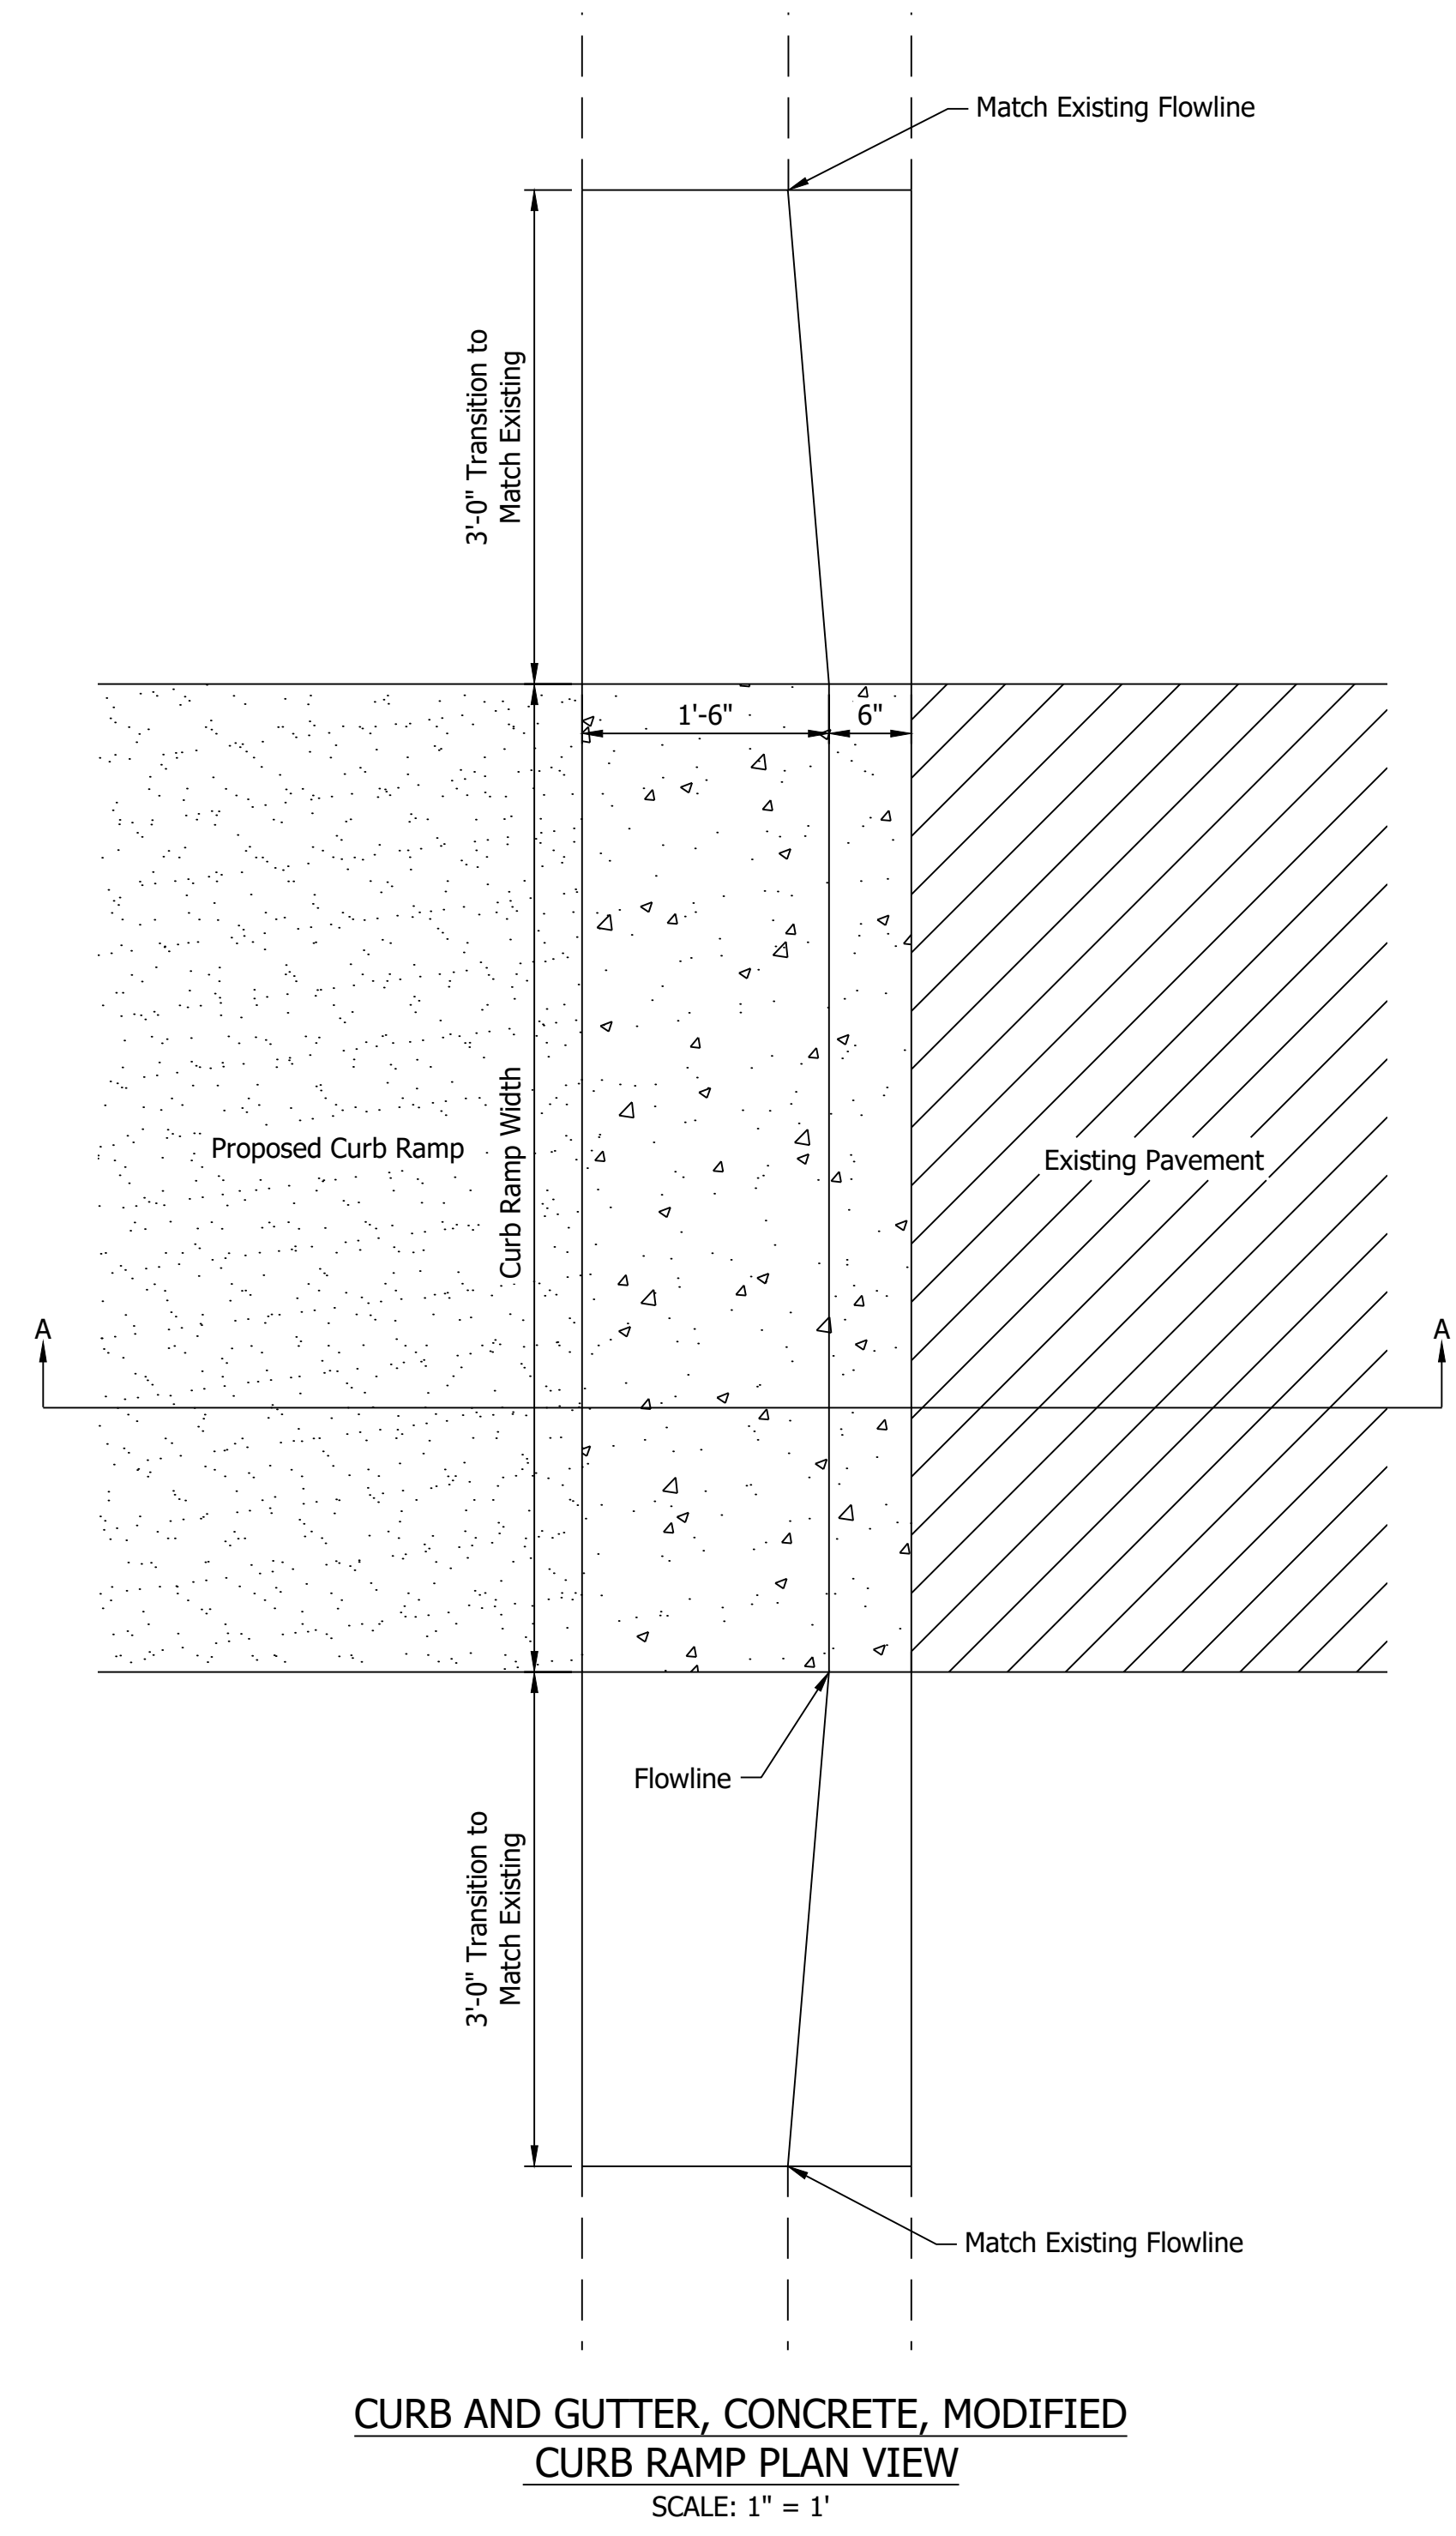 Match Existing Flowline
3'-0" Transition to
Match Existing
1'-6"
6"
Curb Ramp Width
Proposed Curb Ramp
Existing Pavement
A
A
Flowline
3'-0" Transition to
Match Existing
Match Existing Flowline
CURB AND GUTTER, CONCRETE, MODIFIED
CURB RAMP PLAN VIEW
SCALE: 1" = 1'